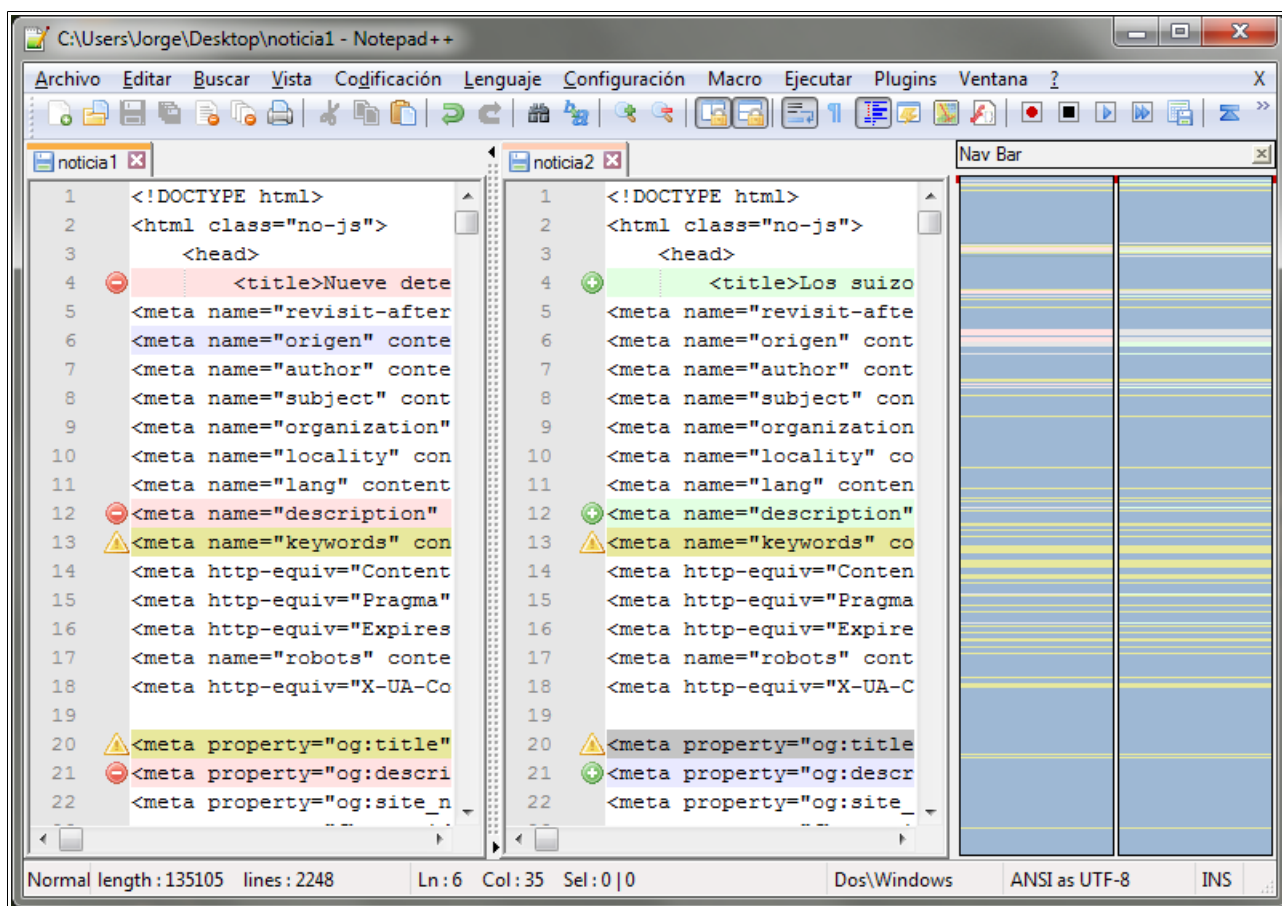 C:\Users\Jorge\Desktop\noticia1 - Notepad++
Archivo Editar Buscar Vista Codificación Lenguaje Configuración Macro Ejecutar Plugins Ventana ? X
noticia1
noticia2
Nav Bar
1 <!DOCTYPE html>
2 <html class="no-js">
3 <head>
4 <title>Nueve dete
5 <meta name="revisit-after
6 <meta name="origen" conte
7 <meta name="author" conte
8 <meta name="subject" cont
9 <meta name="organization"
10 <meta name="locality" con
11 <meta name="lang" content
12 <meta name="description"
13 <meta name="keywords" con
14 <meta http-equiv="Content
15 <meta http-equiv="Pragma"
16 <meta http-equiv="Expires
17 <meta name="robots" conte
18 <meta http-equiv="X-UA-Co
19
20 <meta property="og:title"
21 <meta property="og:descri
22 <meta property="og:site_n
1 <!DOCTYPE html>
2 <html class="no-js">
3 <head>
4 <title>Los suizo
5 <meta name="revisit-afte
6 <meta name="origen" cont
7 <meta name="author" cont
8 <meta name="subject" con
9 <meta name="organization
10 <meta name="locality" co
11 <meta name="lang" conten
12 <meta name="description"
13 <meta name="keywords" co
14 <meta http-equiv="Conten
15 <meta http-equiv="Pragma
16 <meta http-equiv="Expire
17 <meta name="robots" cont
18 <meta http-equiv="X-UA-C
19
20 <meta property="og:title
21 <meta property="og:descr
22 <meta property="og:site_
Normal length : 135105 lines : 2248 Ln : 6 Col : 35 Sel : 0 | 0 Dos\Windows ANSI as UTF-8 INS